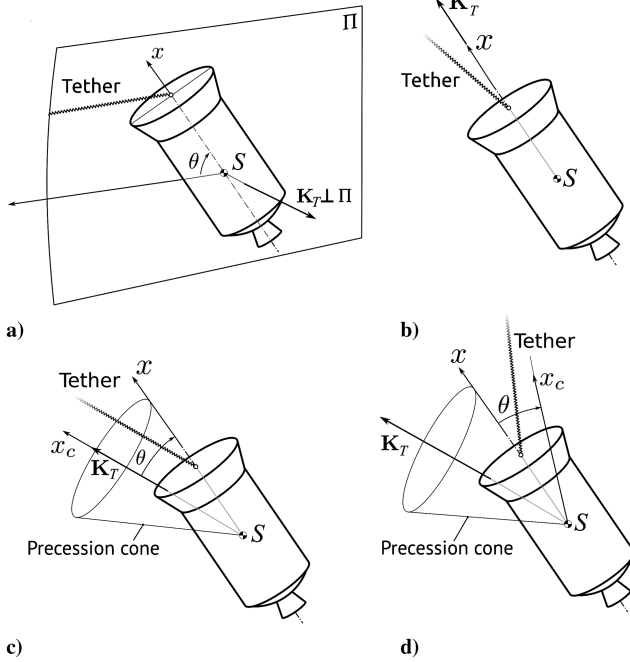 Π
x
Tether
θ
S
K_T ⊥ Π
a)
K_T
x
Tether
S
b)
Tether
x
x_c
K_T
θ
S
Precession cone
c)
Tether
x
x_c
θ
K_T
S
Precession cone
d)